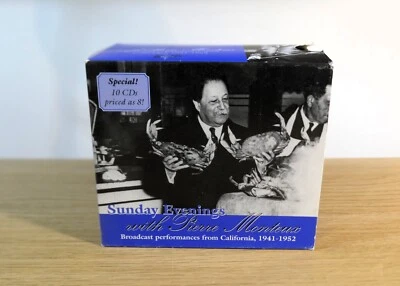 Special!
10 CDs
priced as 8!
Sunday Evenings
with Pierre Monteux
Broadcast performances from California, 1941-1952